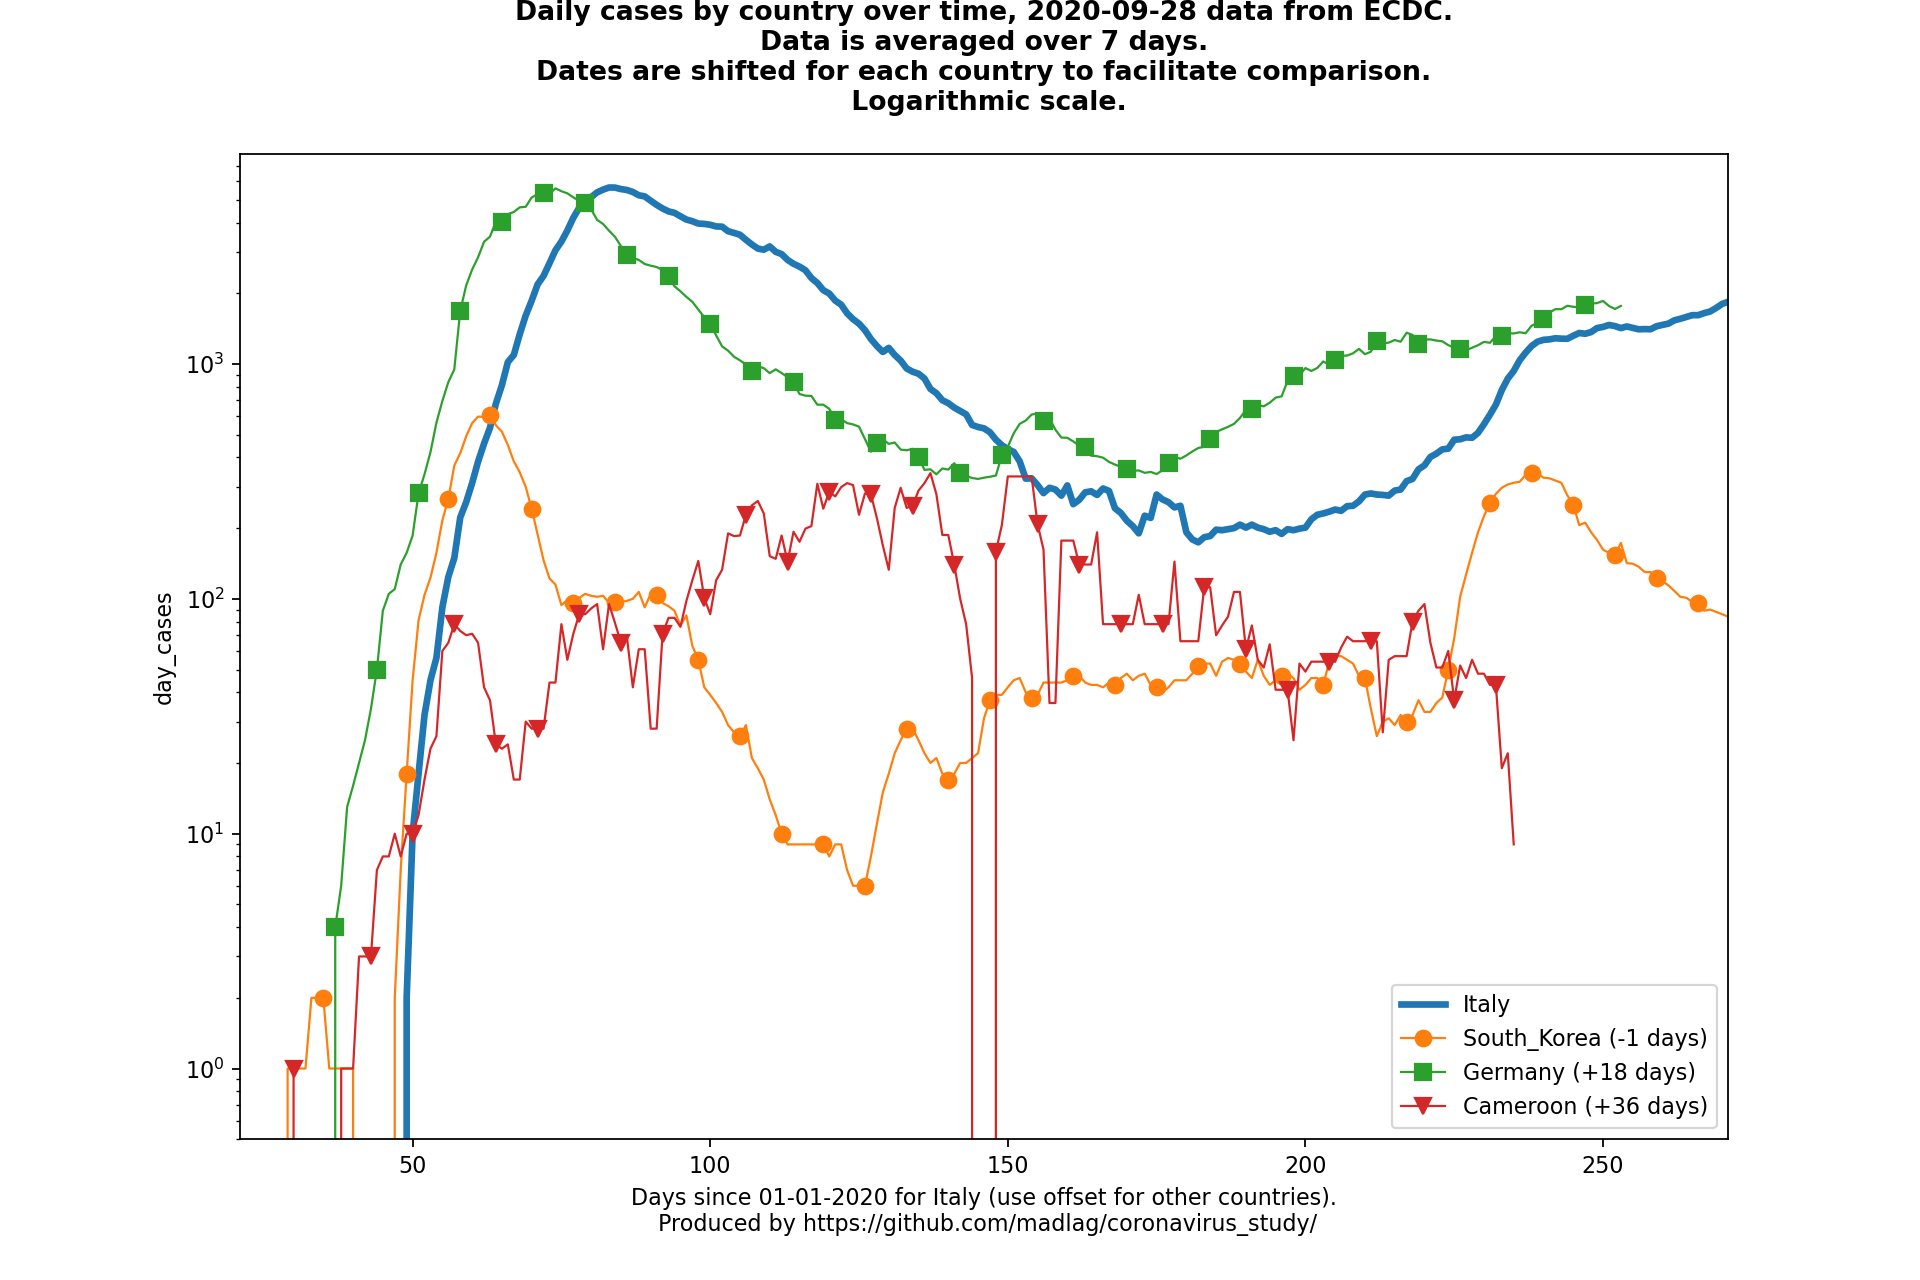 Daily cases by country over time, 2020-09-28 data from ECDC.
Data is averaged over 7 days.
Dates are shifted for each country to facilitate comparison.
Logarithmic scale.
10³
10²
10¹
10⁰
day_cases
50 100 150 200 250
Italy
South_Korea (-1 days)
Germany (+18 days)
Cameroon (+36 days)
Days since 01-01-2020 for Italy (use offset for other countries).
Produced by https://github.com/madlag/coronavirus_study/